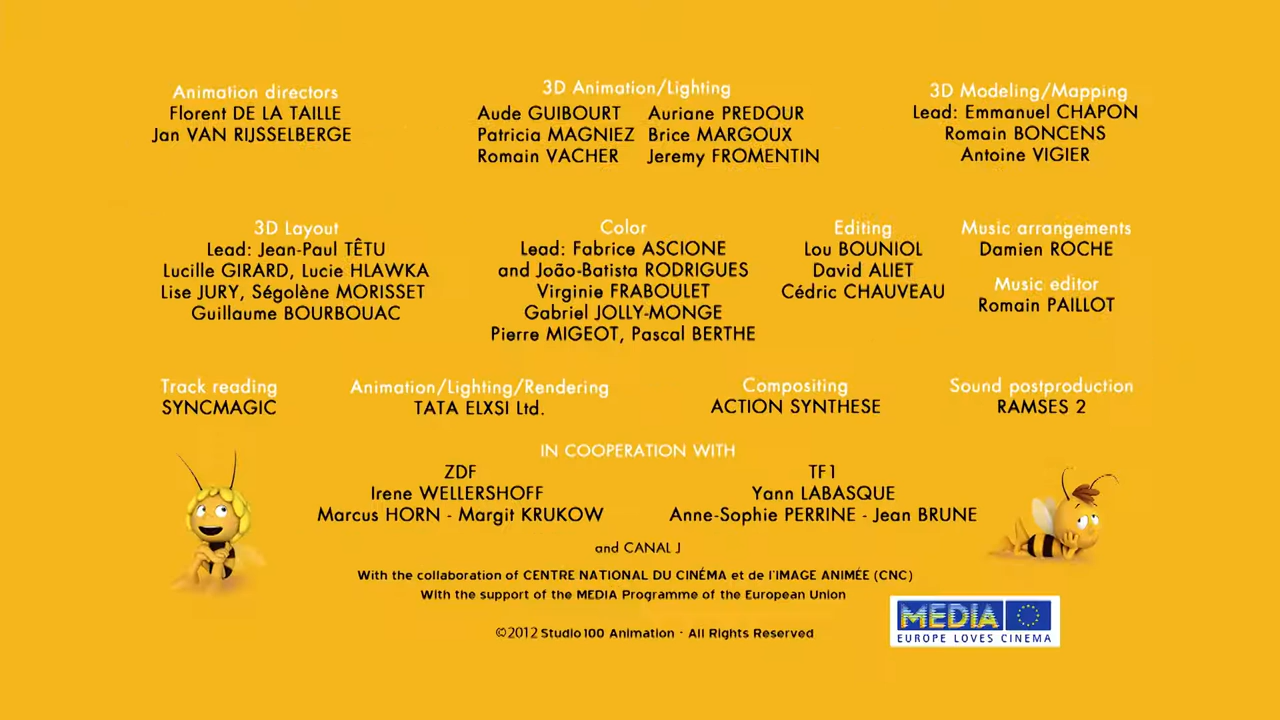 Animation directors
Florent DE LA TAILLE
Jan VAN RIJSSELBERGE
3D Animation/Lighting
Aude GUIBOURT Auriane PREDOUR
Patricia MAGNIEZ Brice MARGOUX
Romain VACHER Jeremy FROMENTIN
3D Modeling/Mapping
Lead: Emmanuel CHAPON
Romain BONCENS
Antoine VIGIER
3D Layout
Lead: Jean-Paul TÊTU
Lucille GIRARD, Lucie HLAWKA
Lise JURY, Ségolène MORISSET
Guillaume BOURBOUAC
Color
Lead: Fabrice ASCIONE
and João-Batista RODRIGUES
Virginie FRABOULET
Gabriel JOLLY-MONGE
Pierre MIGEOT, Pascal BERTHE
Editing
Lou BOUNIOL
David ALIET
Cédric CHAUVEAU
Music arrangements
Damien ROCHE
Music editor
Romain PAILLOT
Track reading
SYNCMAGIC
Animation/Lighting/Rendering
TATA ELXSI Ltd.
Compositing
ACTION SYNTHESE
Sound postproduction
RAMSES 2
IN COOPERATION WITH
ZDF
Irene WELLERSHOFF
Marcus HORN - Margit KRUKOW
TF1
Yann LABASQUE
Anne-Sophie PERRINE - Jean BRUNE
and CANAL J
With the collaboration of CENTRE NATIONAL DU CINÉMA et de l'IMAGE ANIMÉE (CNC)
With the support of the MEDIA Programme of the European Union
©2012 Studio100 Animation · All Rights Reserved
MEDIA
EUROPE LOVES CINEMA